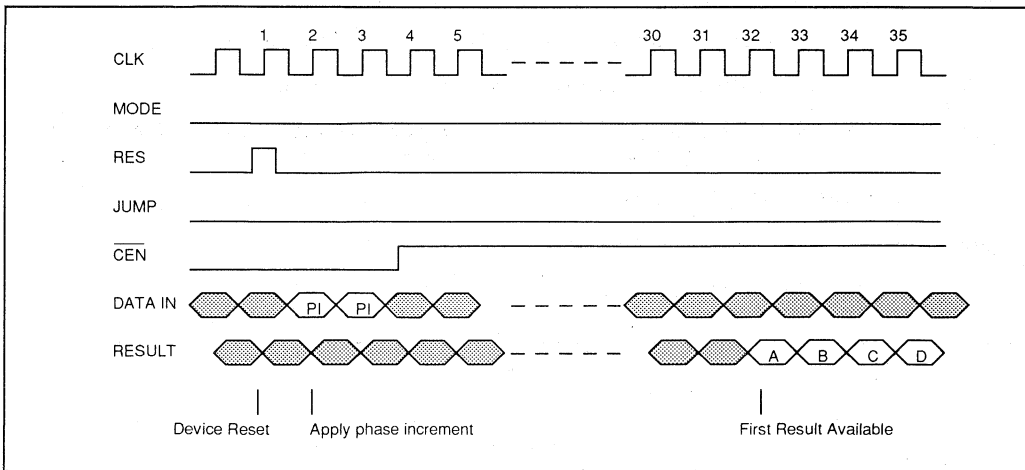 1 2 3 4 5 30 31 32 33 34 35
CLK
MODE
RES
JUMP
CEN
DATA IN PI PI
RESULT A B C D
Device Reset Apply phase increment First Result Available